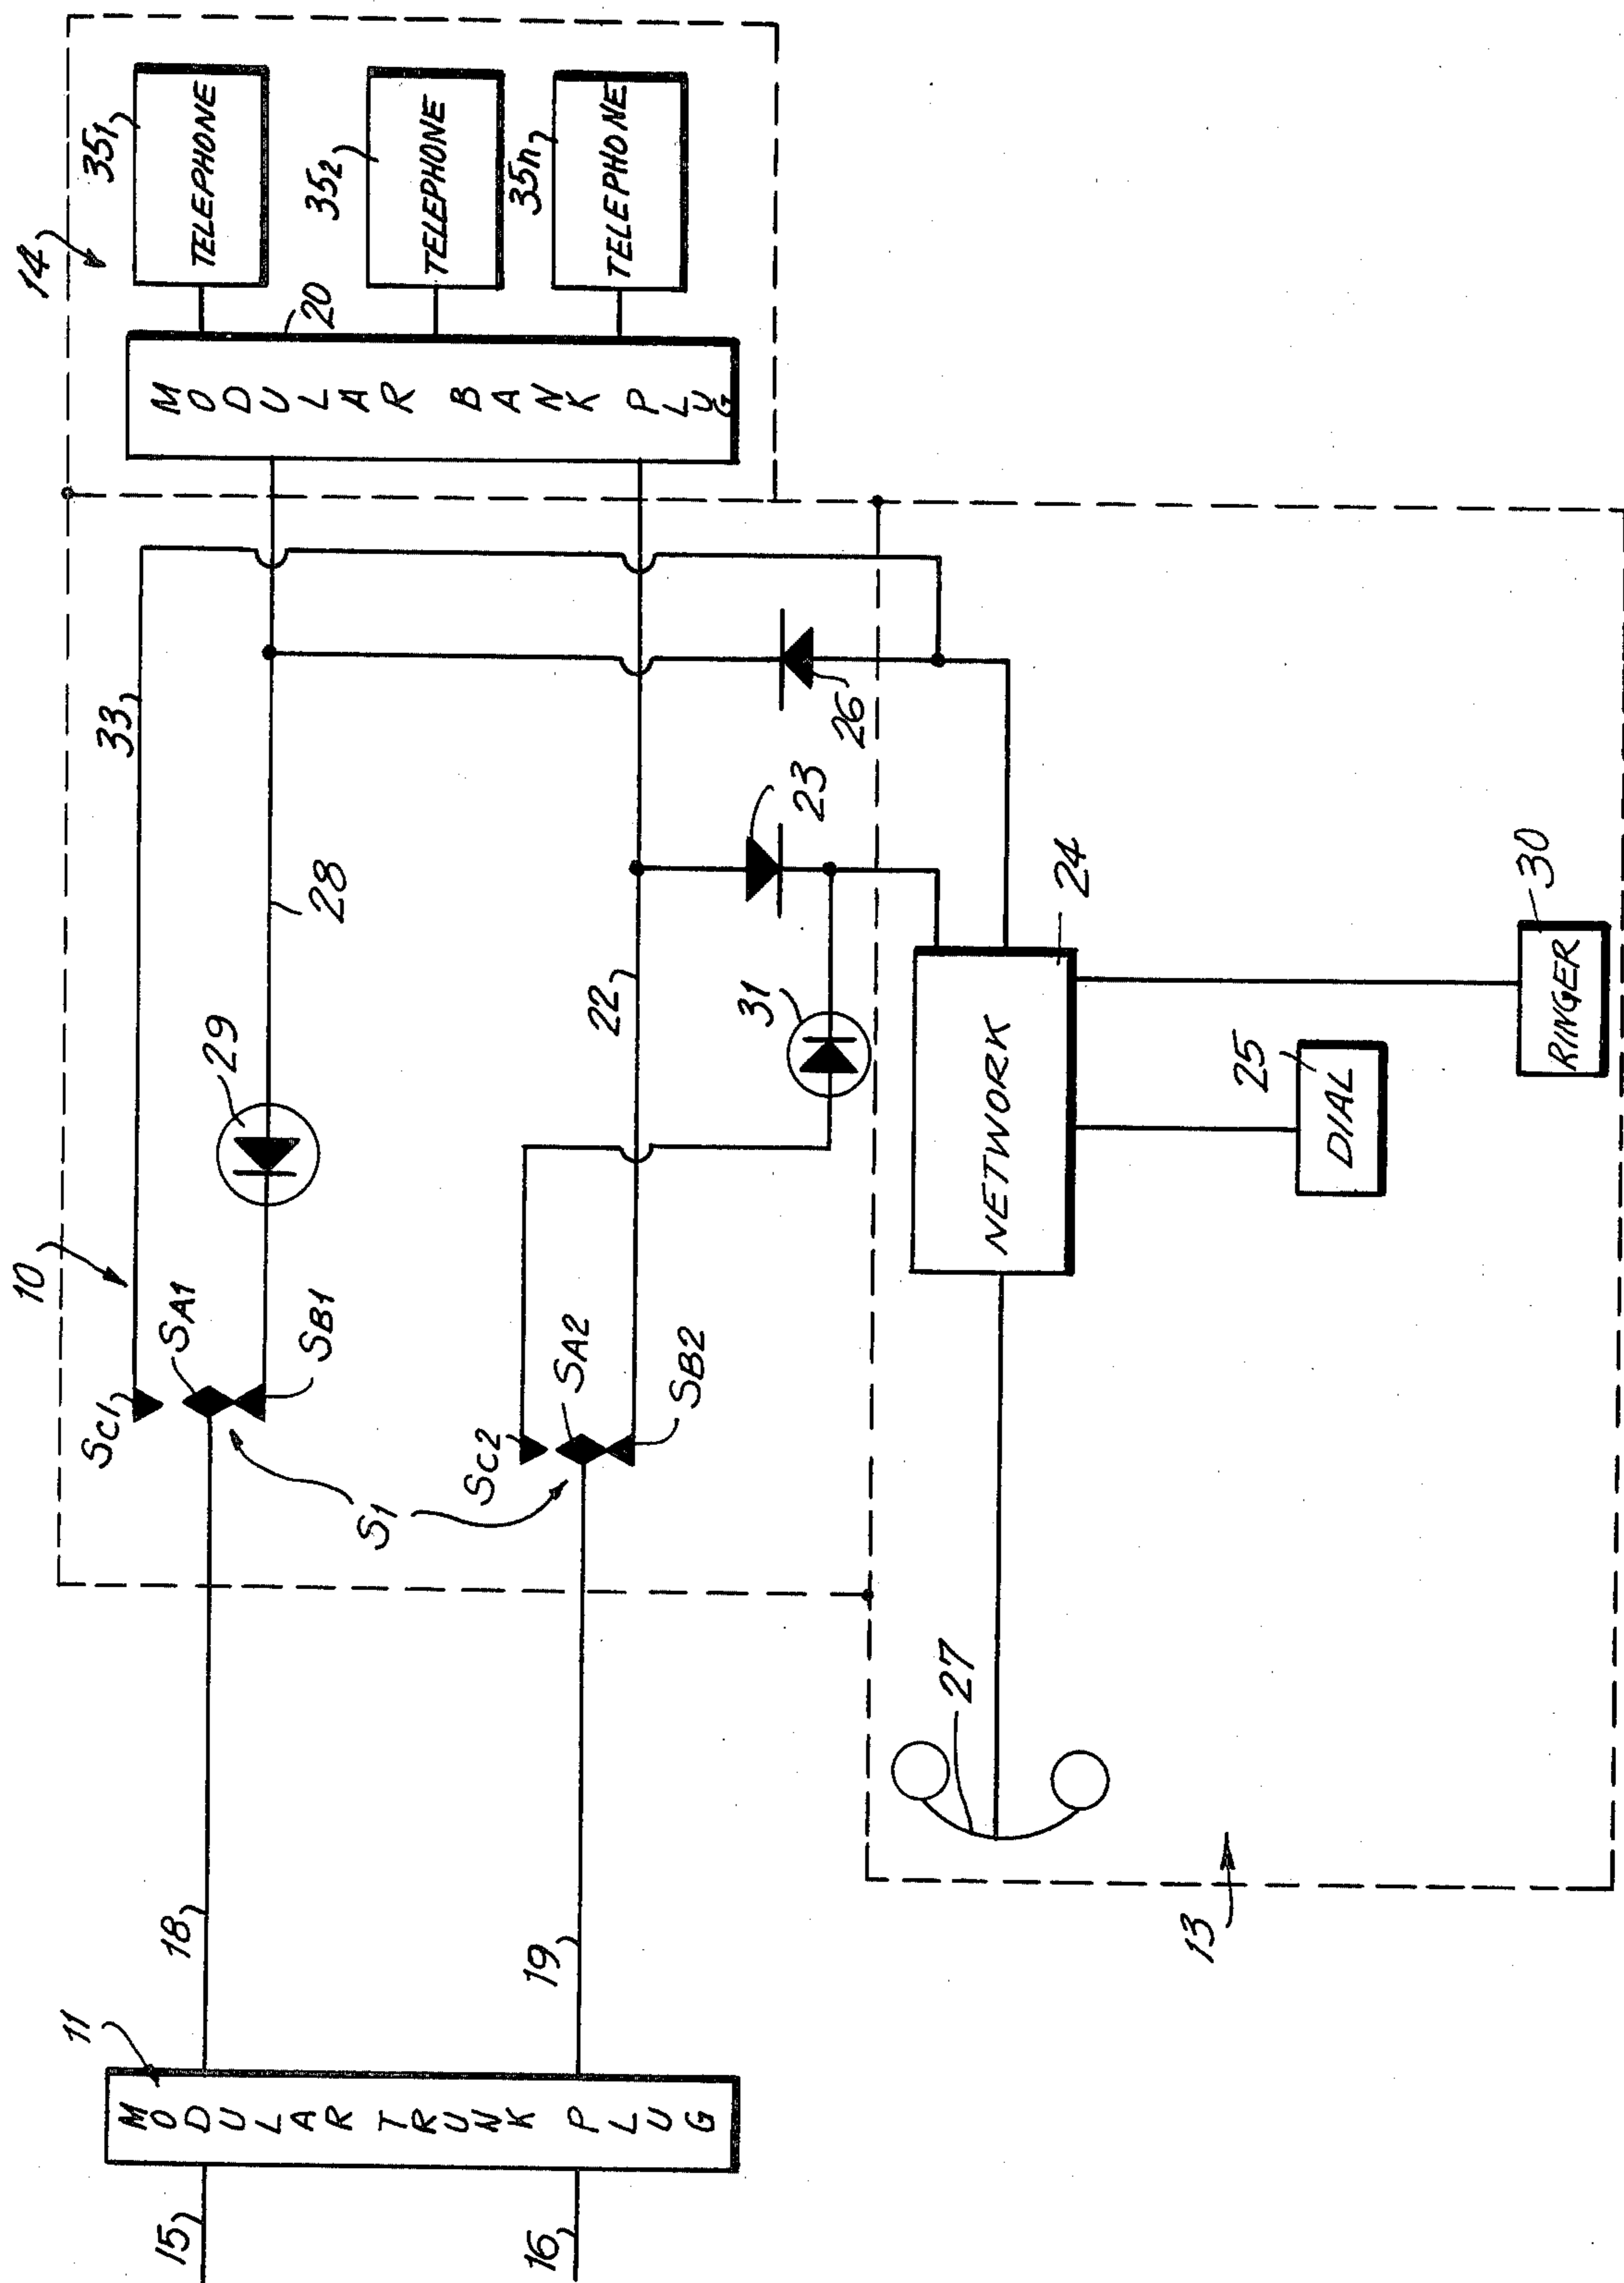 14
35₁
TELEPHONE
35₂
TELEPHONE
35n
TELEPHONE
20
MODULAR BANK PLUG
10
33
28
29
SC1
SA1
SB1
S1
22
23
26
31
SC2
SA2
SB2
24
NETWORK
25
DIAL
30
RINGER
27
13
11
MODULAR TRUNK PLUG
18
19
15
16